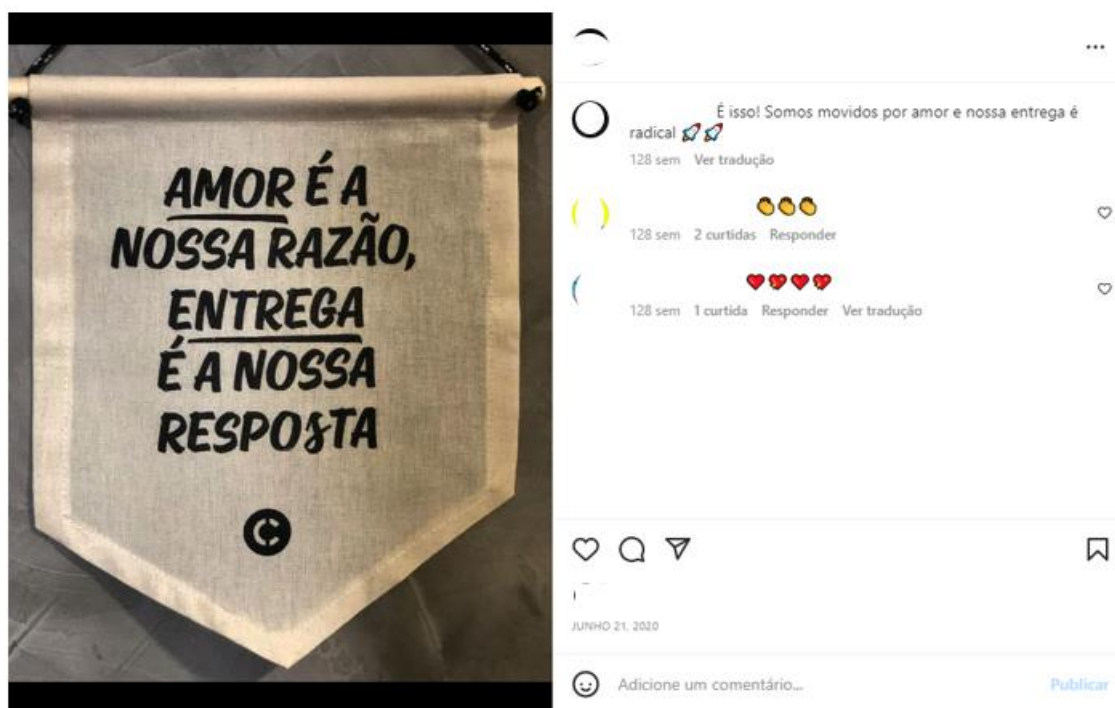 AMOR É A
NOSSA RAZÃO,
ENTREGA
É A NOSSA
RESPOSTA
C
É isso! Somos movidos por amor e nossa entrega é
radical 🚀🚀
128 sem Ver tradução
👏👏👏
128 sem 2 curtidas Responder
❤️💖❤️💖
128 sem 1 curtida Responder Ver tradução
JUNHO 21, 2020
Adicione um comentário... Publicar